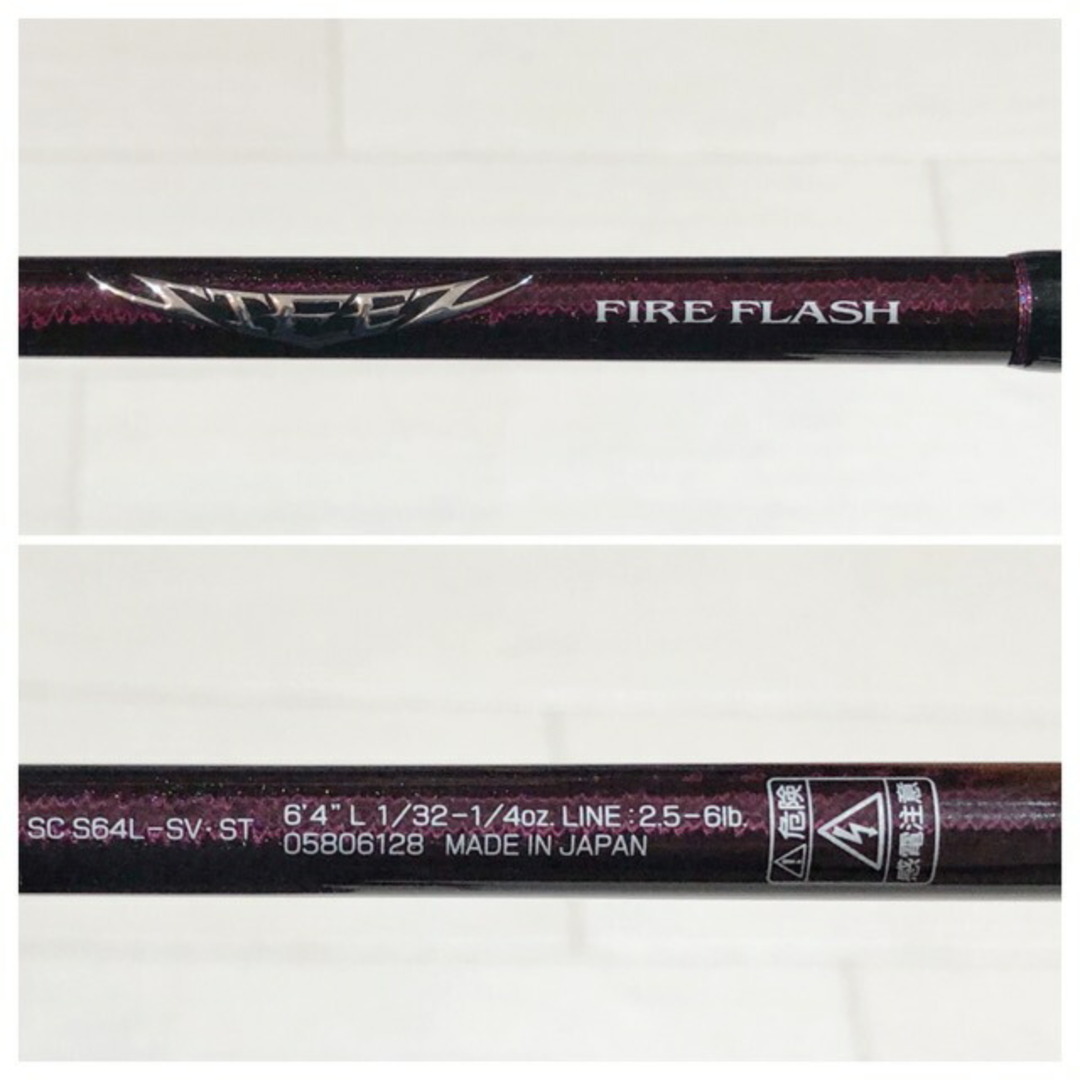 STEEZ
FIRE FLASH
SC S64L-SV・ST
6'4" L 1/32-1/4oz. LINE : 2.5-6lb.
05806128 MADE IN JAPAN
危険
感電注意